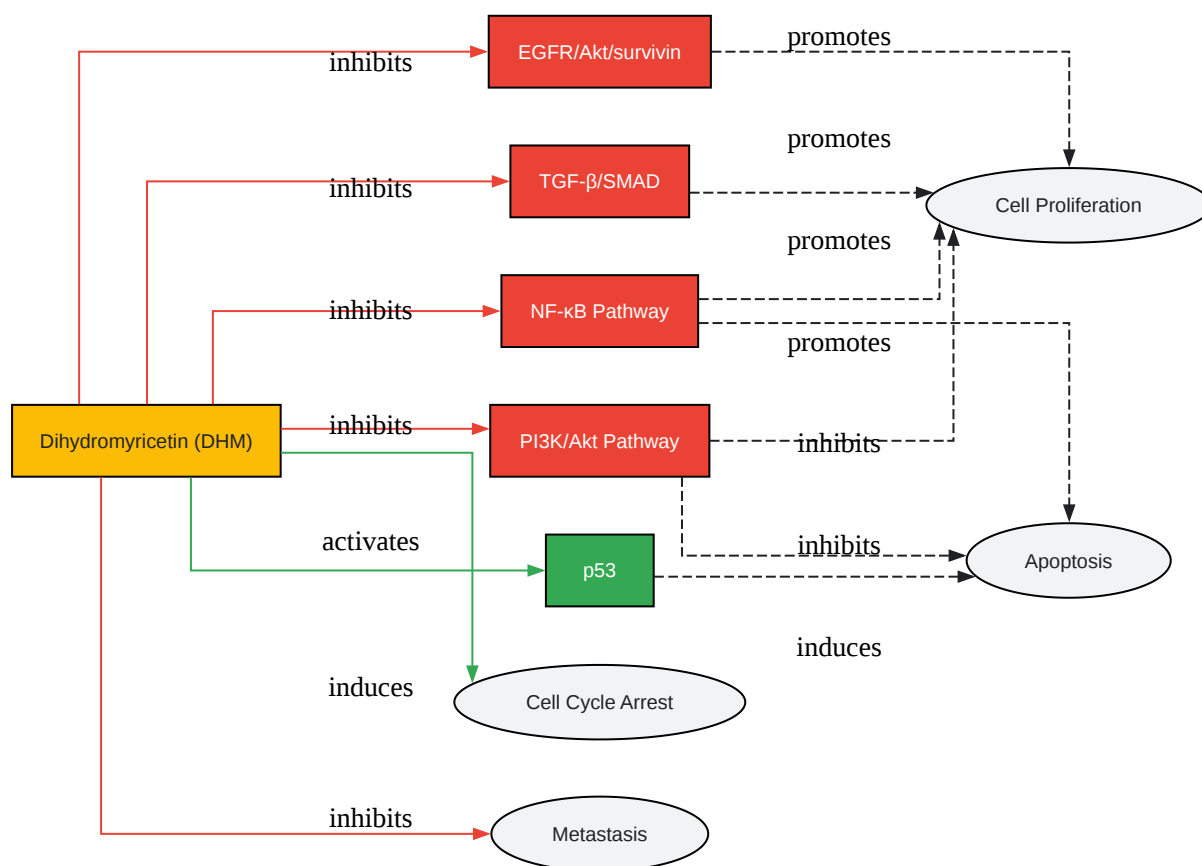 promotes
EGFR/Akt/survivin
inhibits
promotes
TGF-β/SMAD
inhibits
Cell Proliferation
promotes
NF-κB Pathway
inhibits
promotes
Dihydromyricetin (DHM)
inhibits
PI3K/Akt Pathway
inhibits
activates
inhibits
p53
Apoptosis
induces
induces
Cell Cycle Arrest
inhibits
Metastasis